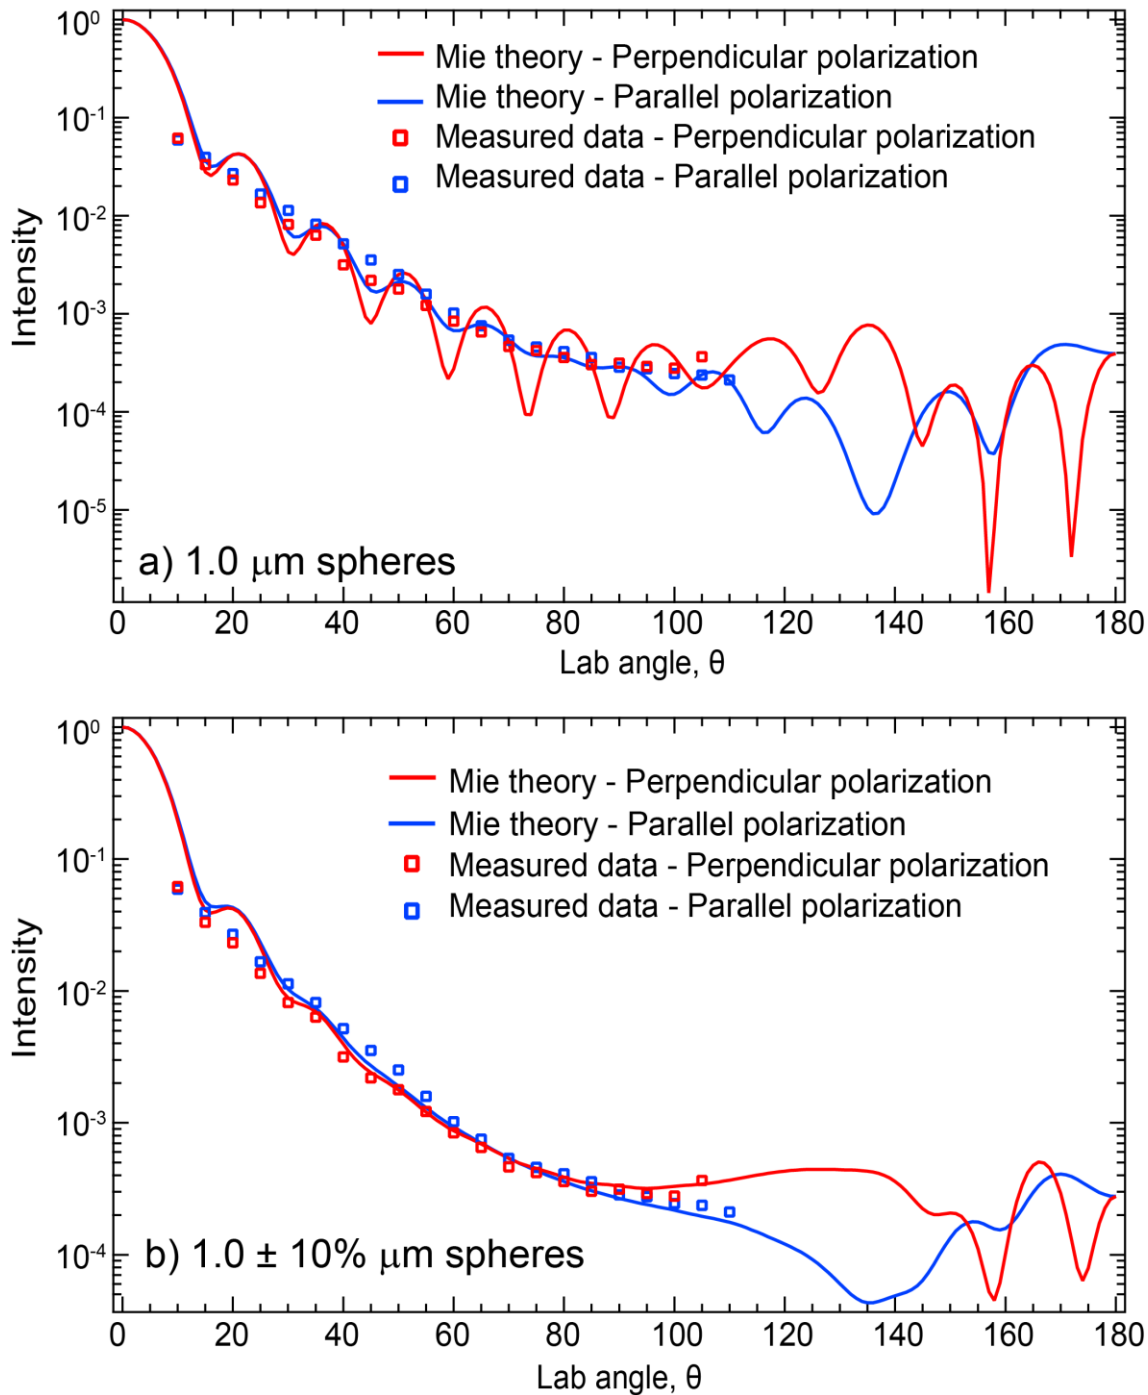 10⁰
10⁻¹
10⁻²
10⁻³
10⁻⁴
10⁻⁵
Intensity
Mie theory - Perpendicular polarization
Mie theory - Parallel polarization
Measured data - Perpendicular polarization
Measured data - Parallel polarization
a) 1.0 μm spheres
0 20 40 60 80 100 120 140 160 180
Lab angle, θ
10⁰
10⁻¹
10⁻²
10⁻³
10⁻⁴
Intensity
Mie theory - Perpendicular polarization
Mie theory - Parallel polarization
Measured data - Perpendicular polarization
Measured data - Parallel polarization
b) 1.0 ± 10% μm spheres
0 20 40 60 80 100 120 140 160 180
Lab angle, θ